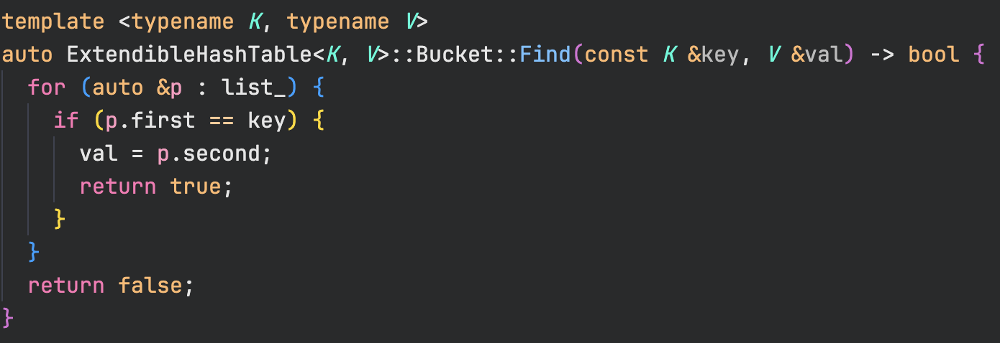 template <typename K, typename V>
auto ExtendibleHashTable<K, V>::Bucket::Find(const K &key, V &val) -> bool {
  for (auto &p : list_) {
    if (p.first == key) {
      val = p.second;
      return true;
    }
  }
  return false;
}